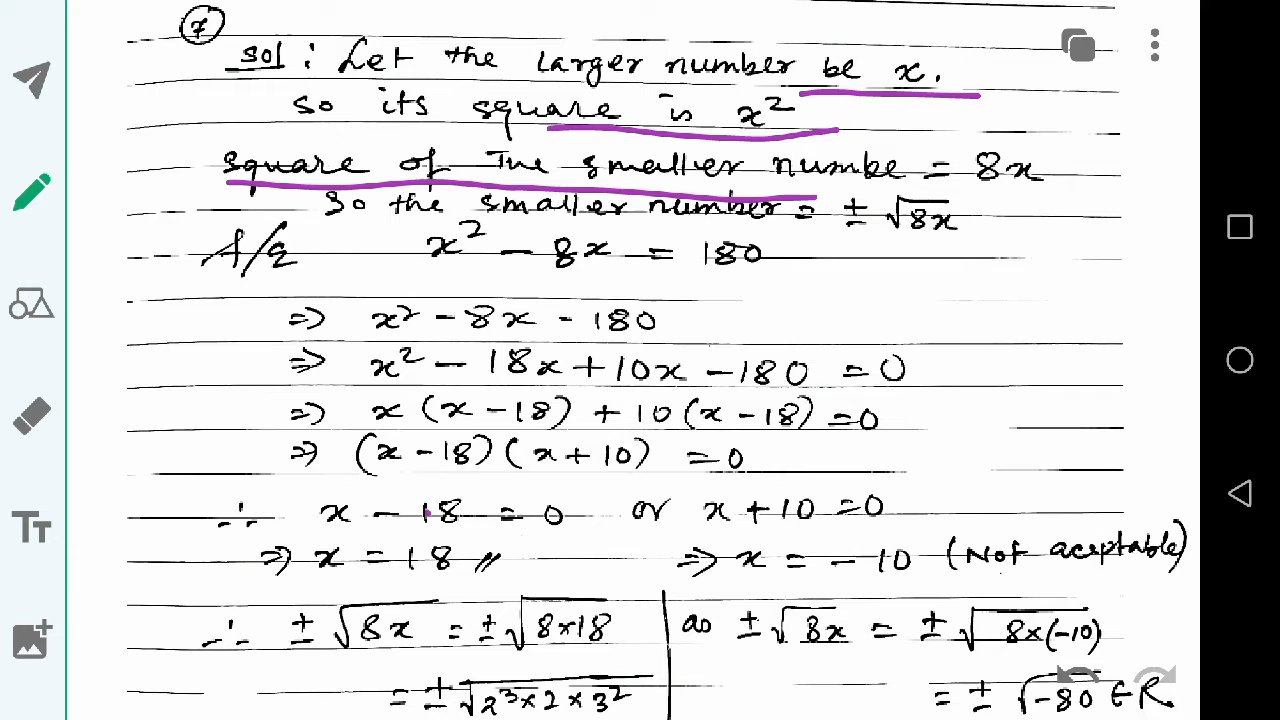 7
Sol : Let the larger number be x.
So its square is x²
Square of The smaller numbe = 8x
So the smaller number = ± √8x
A/Q x² - 8x = 180
⇒ x² - 8x - 180
⇒ x² - 18x + 10x - 180 = 0
⇒ x (x - 18) + 10 (x - 18) = 0
⇒ (x - 18) (x + 10) = 0
∴ x - 18 = 0 or x + 10 = 0
⇒ x = 18 // ⇒ x = - 10 (Not aceptable)
∴ ± √8x = ± √8×18 as ± √8x = ± √8×(-10)
= ± √2³×2×3² = ± √-80 ∈ R
Tт